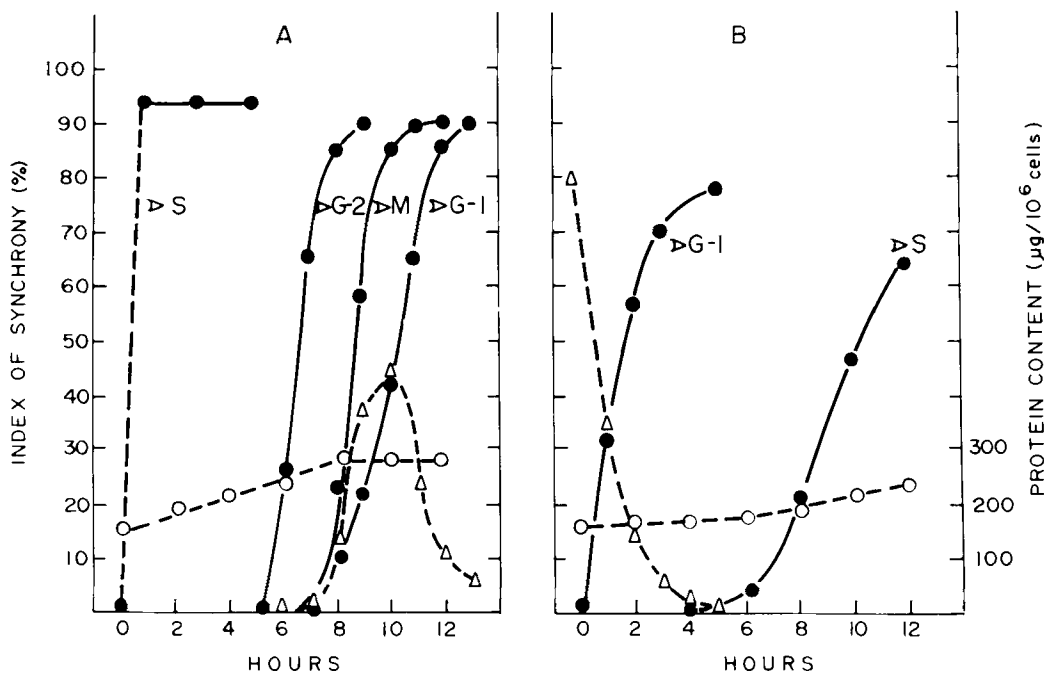 A
B
INDEX OF SYNCHRONY (%)
100
90
80
70
60
50
40
30
20
10
▷S
▷G-2
▷M
▷G-1
0 2 4 6 8 10 12
HOURS
▷G-1
▷S
0 2 4 6 8 10 12
HOURS
300
200
100
PROTEIN CONTENT (μg/10⁶ cells)